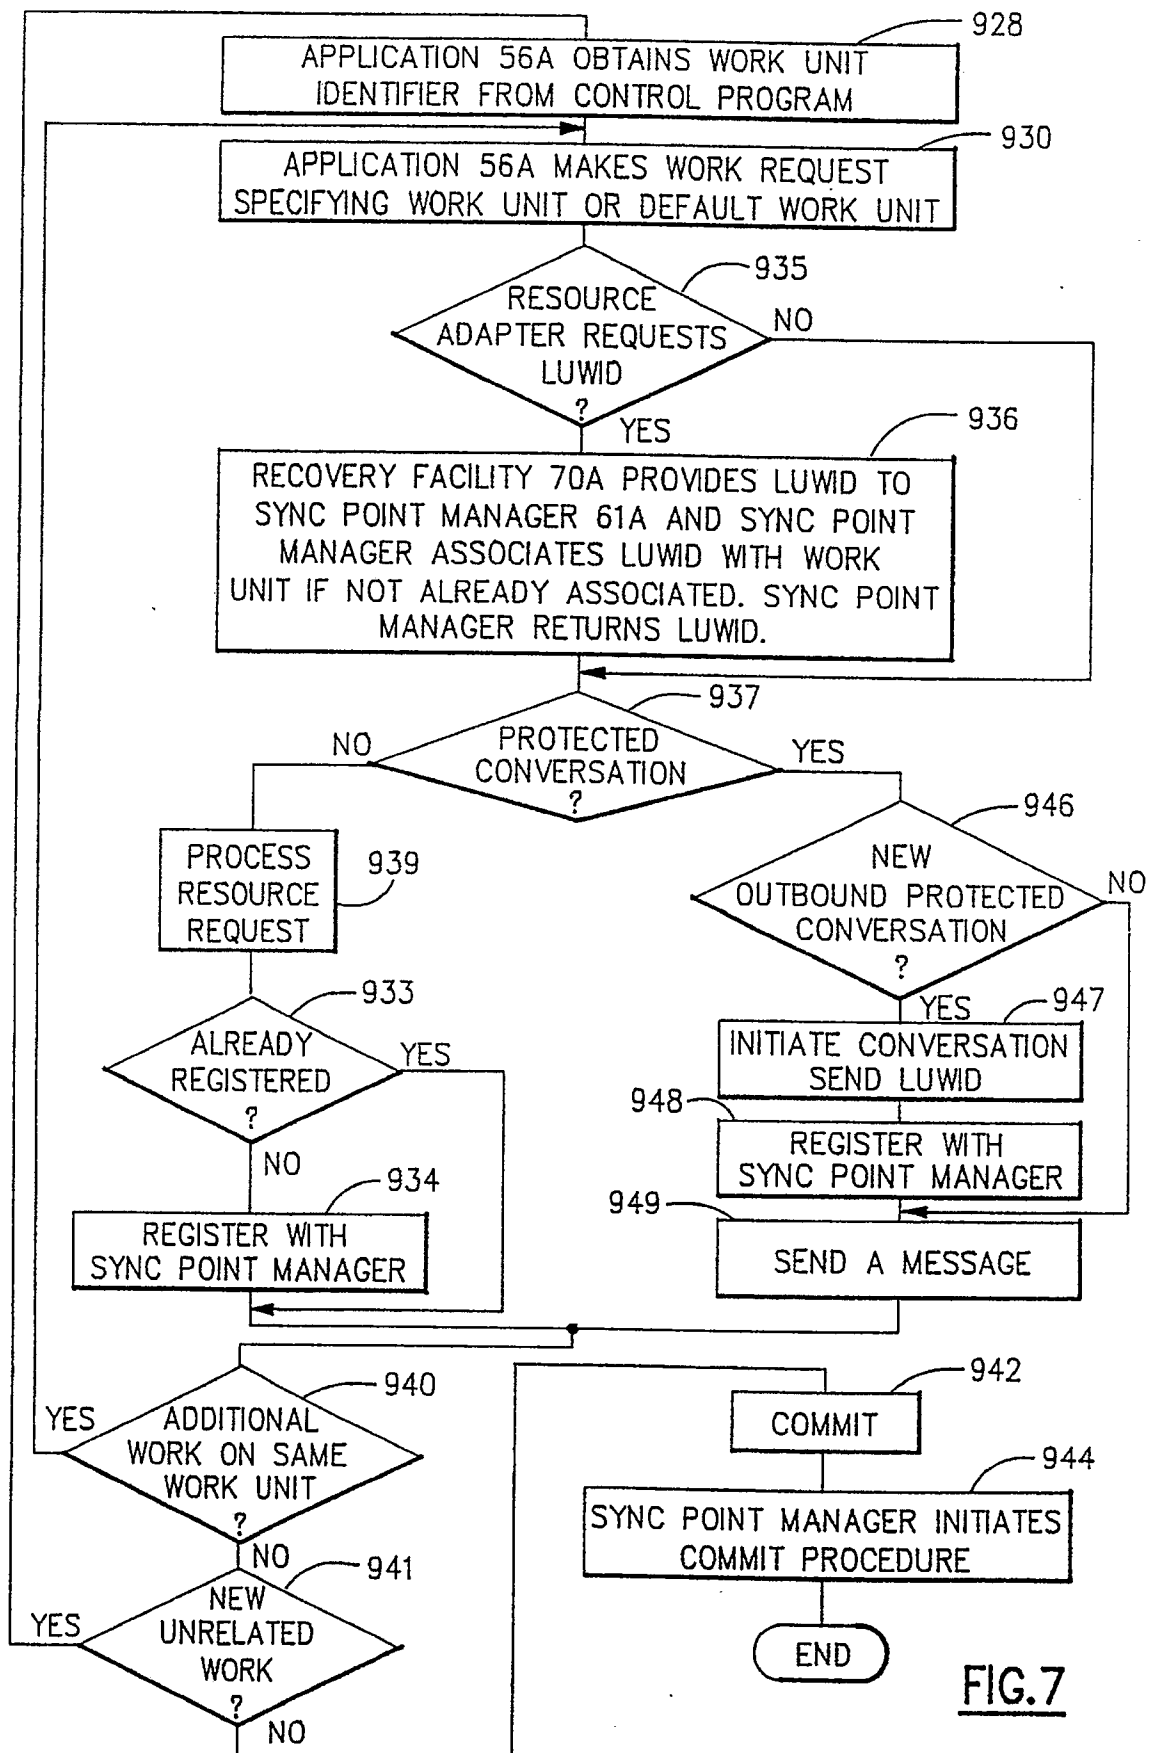 928
APPLICATION 56A OBTAINS WORK UNIT
IDENTIFIER FROM CONTROL PROGRAM
930
APPLICATION 56A MAKES WORK REQUEST
SPECIFYING WORK UNIT OR DEFAULT WORK UNIT
935
RESOURCE
ADAPTER REQUESTS
LUWID
?
NO
YES
936
RECOVERY FACILITY 70A PROVIDES LUWID TO
SYNC POINT MANAGER 61A AND SYNC POINT
MANAGER ASSOCIATES LUWID WITH WORK
UNIT IF NOT ALREADY ASSOCIATED. SYNC POINT
MANAGER RETURNS LUWID.
937
PROTECTED
CONVERSATION
?
NO
YES
PROCESS
RESOURCE
REQUEST
939
946
NEW
OUTBOUND PROTECTED
CONVERSATION
?
NO
YES
933
ALREADY
REGISTERED
?
YES
NO
947
INITIATE CONVERSATION
SEND LUWID
948
REGISTER WITH
SYNC POINT MANAGER
934
REGISTER WITH
SYNC POINT MANAGER
949
SEND A MESSAGE
940
ADDITIONAL
WORK ON SAME
WORK UNIT
?
YES
NO
942
COMMIT
944
SYNC POINT MANAGER INITIATES
COMMIT PROCEDURE
941
NEW
UNRELATED
WORK
?
YES
NO
END
FIG.7